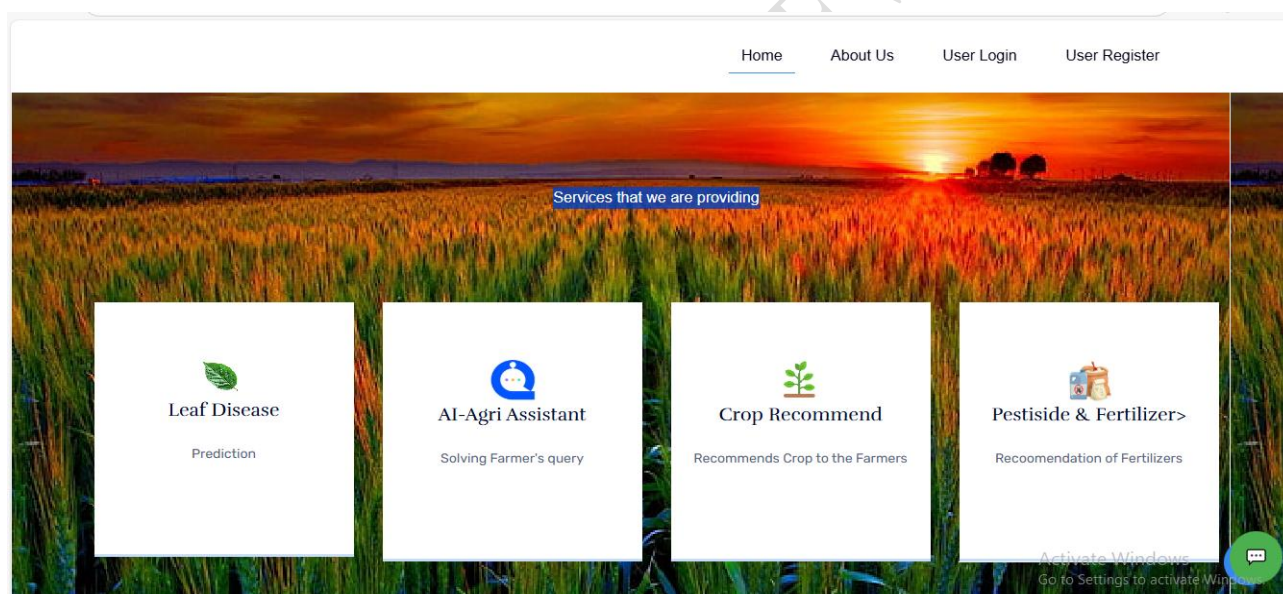 Home About Us User Login User Register
Services that we are providing
Leaf Disease
Prediction
AI-Agri Assistant
Solving Farmer's query
Crop Recommend
Recommends Crop to the Farmers
Pestiside & Fertilizer>
Recoomendation of Fertilizers
Activate Windows
Go to Settings to activate Windows.